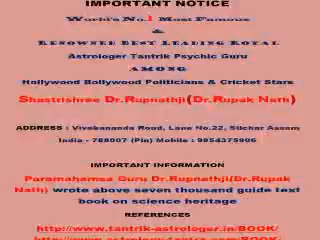 IMPORTANT NOTICE
World's No.1 Most Famous
&
Renowned Best Leading Royal
Astrologer Tantrik Psychic Guru
AMONG
Hollywood Bollywood Politicians & Cricket Stars
Shastrishree Dr.Rupnathji(Dr.Rupak Nath)
ADDRESS : Vivekananda Road, Lane No.22, Silchar Assam
India - 788007 (Pin) Mobile : 9954375906
IMPORTANT INFORMATION
Paramahamsa Guru Dr.Rupnathji(Dr.Rupak
Nath) wrote above seven thousand guide text
book on science heritage
REFERENCES
http://www.tantrik-astrologer.in/BOOK/